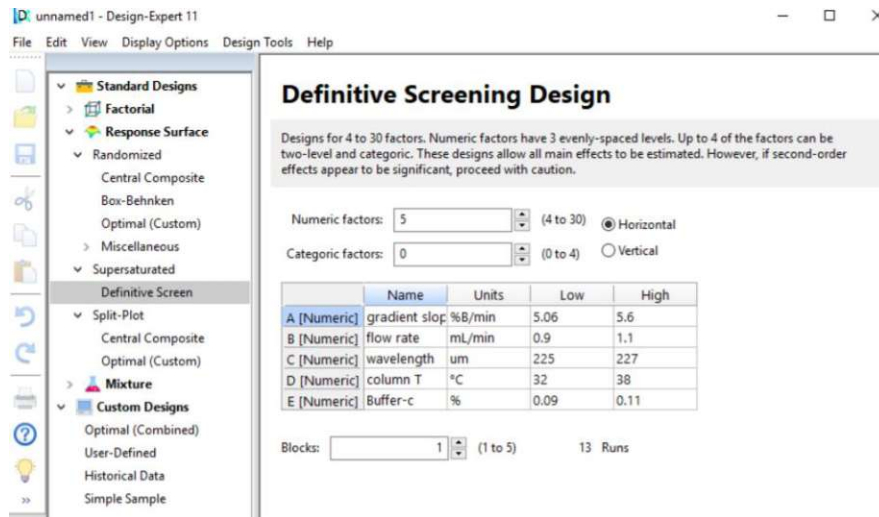 unnamed1 - Design-Expert 11
File Edit View Display Options Design Tools Help
Standard Designs
Factorial
Response Surface
Randomized
Central Composite
Box-Behnken
Optimal (Custom)
Miscellaneous
Supersaturated
Definitive Screen
Split-Plot
Central Composite
Optimal (Custom)
Mixture
Custom Designs
Optimal (Combined)
User-Defined
Historical Data
Simple Sample
Definitive Screening Design
Designs for 4 to 30 factors. Numeric factors have 3 evenly-spaced levels. Up to 4 of the factors can be
two-level and categoric. These designs allow all main effects to be estimated. However, if second-order
effects appear to be significant, proceed with caution.
Numeric factors: 5 (4 to 30) Horizontal
Categoric factors: 0 (0 to 4) Vertical
Name Units Low High
A [Numeric] gradient slop %B/min 5.06 5.6
B [Numeric] flow rate mL/min 0.9 1.1
C [Numeric] wavelength um 225 227
D [Numeric] column T °C 32 38
E [Numeric] Buffer-c % 0.09 0.11
Blocks: 1 (1 to 5) 13 Runs